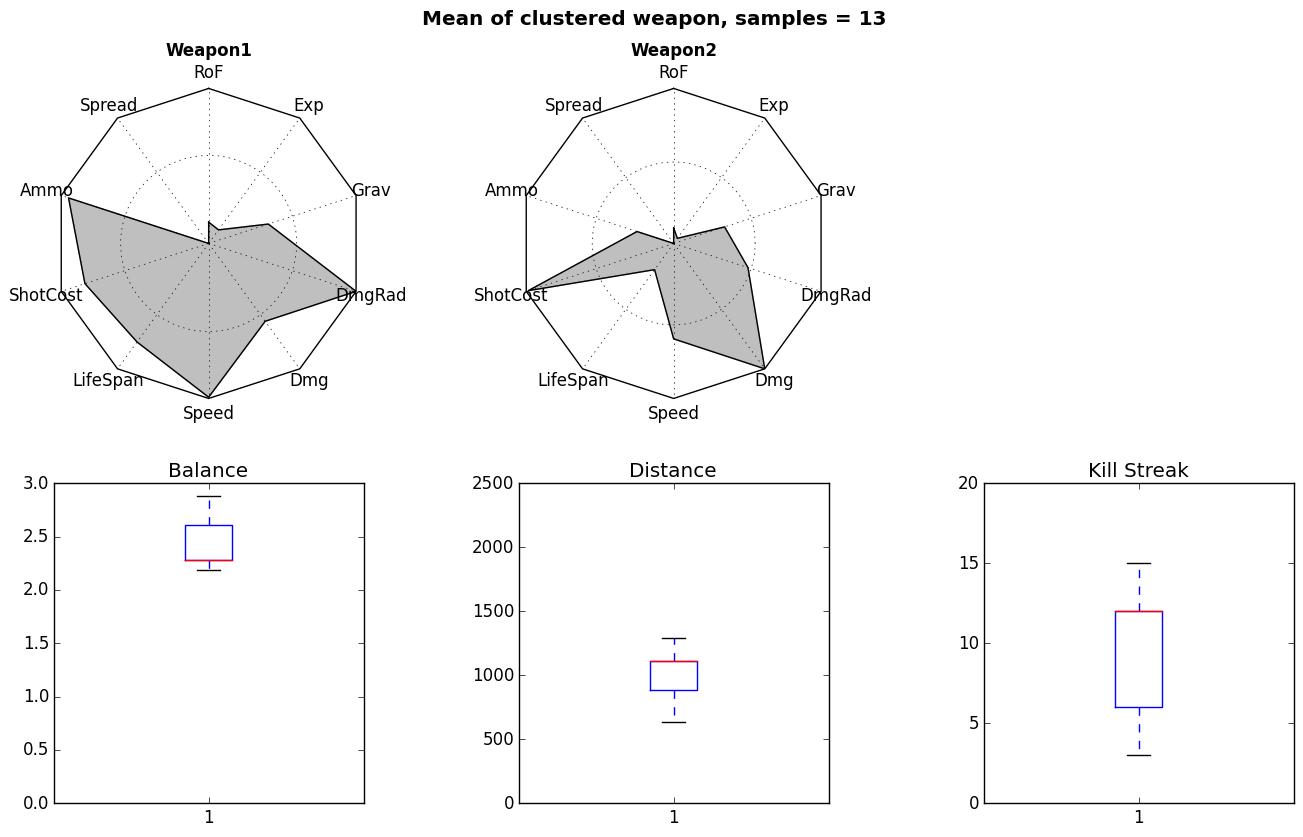 Mean of clustered weapon, samples = 13
Weapon1
RoF
Exp
Spread
Grav
Ammo
DmgRad
ShotCost
Dmg
LifeSpan
Speed
Weapon2
RoF
Exp
Spread
Grav
Ammo
DmgRad
ShotCost
Dmg
LifeSpan
Speed
Balance
3.0
2.5
2.0
1.5
1.0
0.5
0.0
1
Distance
2500
2000
1500
1000
500
0
1
Kill Streak
20
15
10
5
0
1